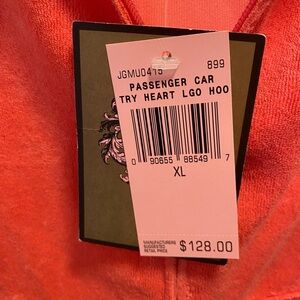 JGMU0415 899
PASSENGER CAR
TRY HEART LGO HOO
0 90655 88549 7
XL
MANUFACTURERS
SUGGESTED
RETAIL PRICE $128.00